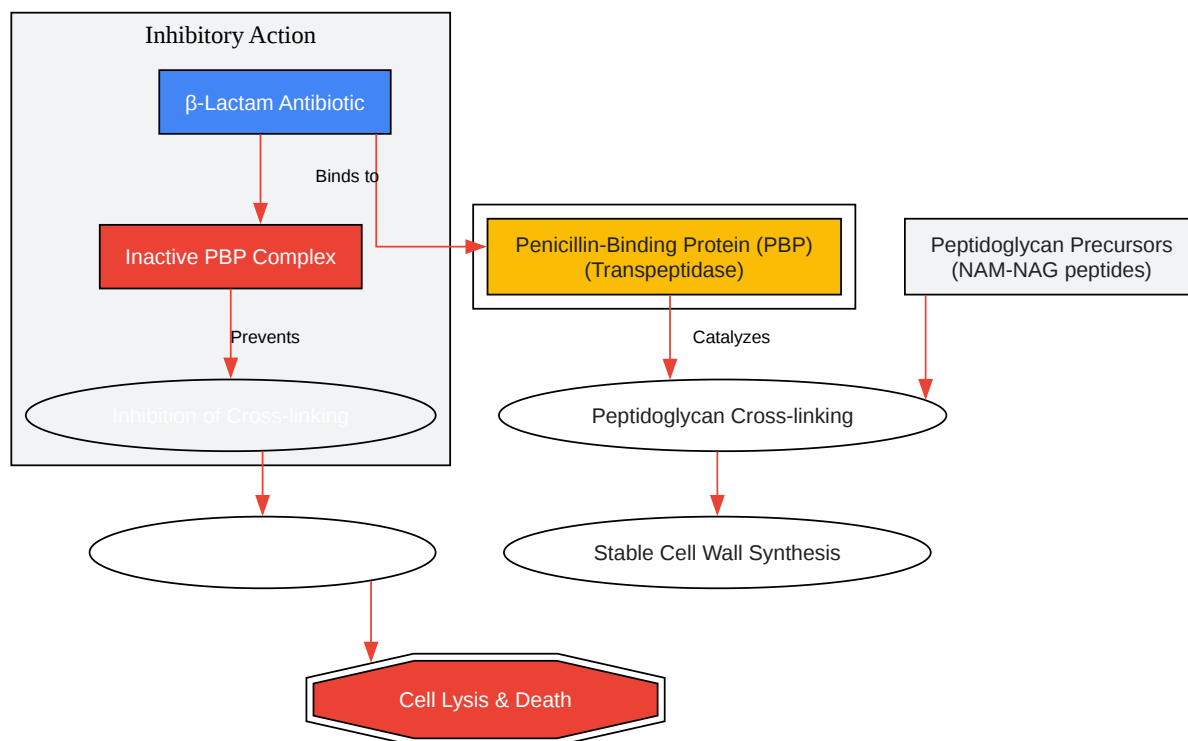 Inhibitory Action
β-Lactam Antibiotic
Binds to
Inactive PBP Complex
Penicillin-Binding Protein (PBP)
(Transpeptidase)
Peptidoglycan Precursors
(NAM-NAG peptides)
Prevents
Catalyzes
Inhibition of Cross-linking
Peptidoglycan Cross-linking
Stable Cell Wall Synthesis
Cell Lysis & Death